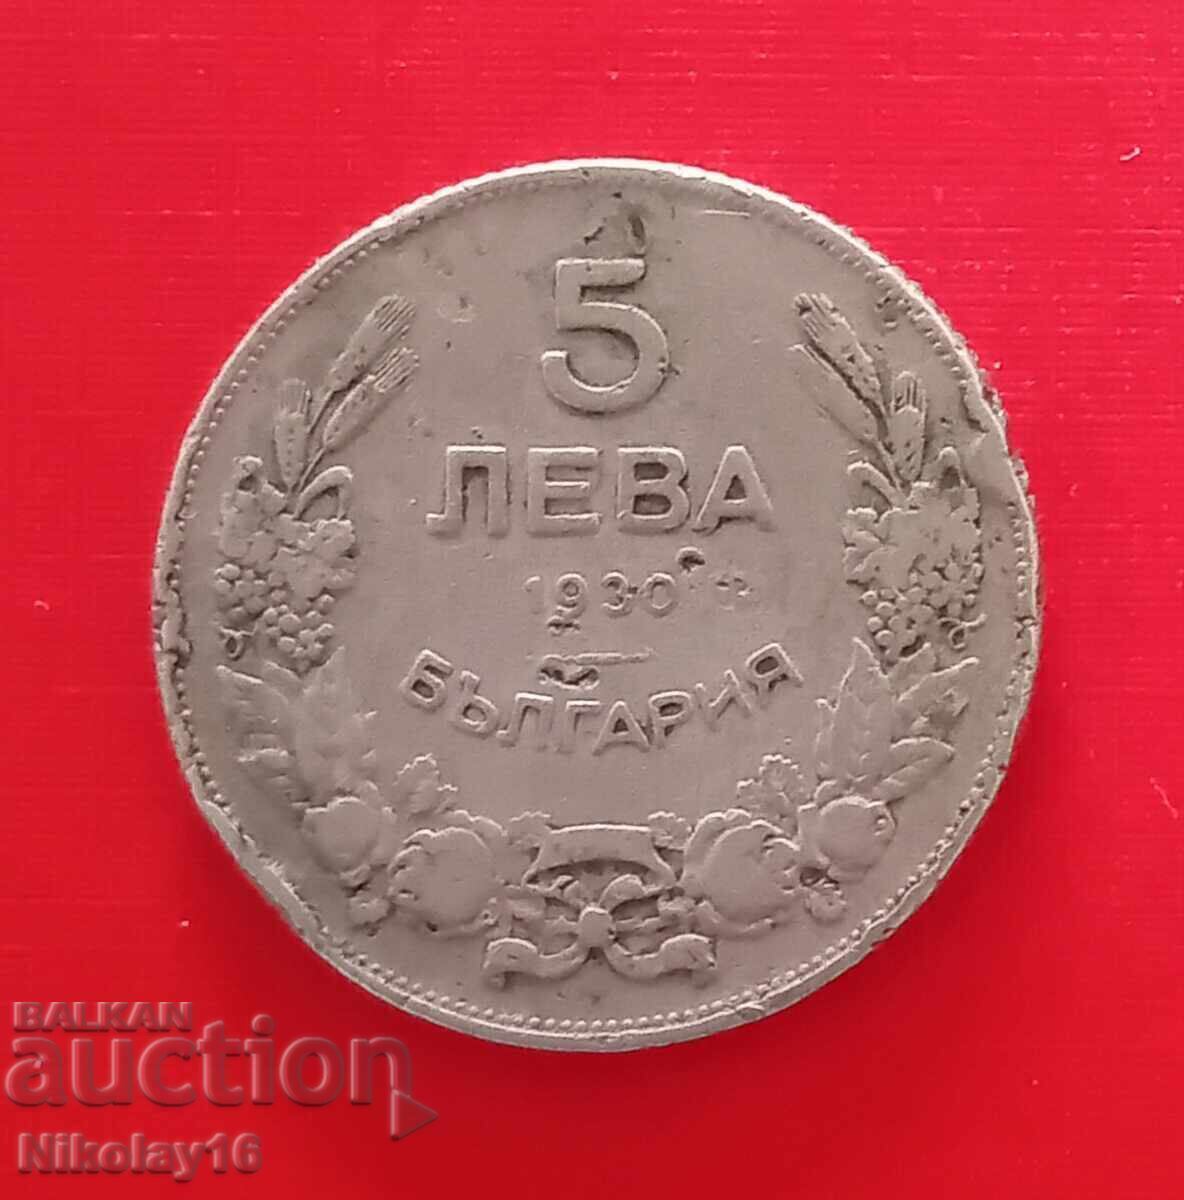 5
ЛЕВА
1930
БЪЛГАРИЯ
BALKAN
auction
Nikolay16